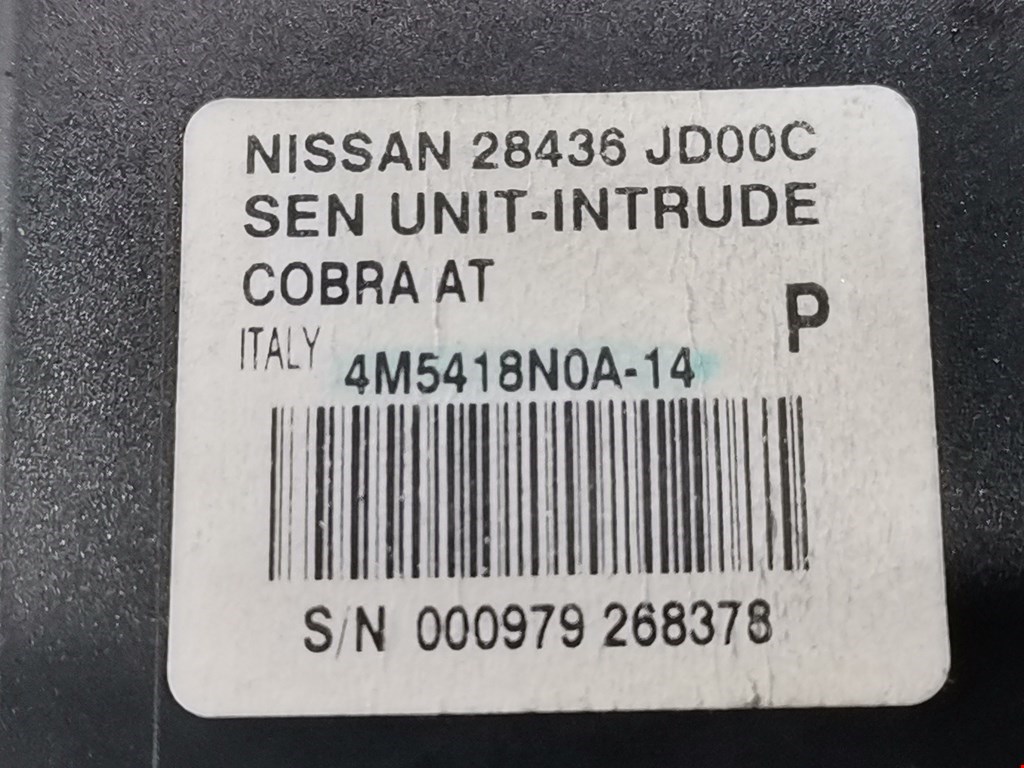 NISSAN 28436 JD00C
SEN UNIT-INTRUDE
COBRA AT
P
ITALY 4M5418N0A-14
S/N 000979 268378